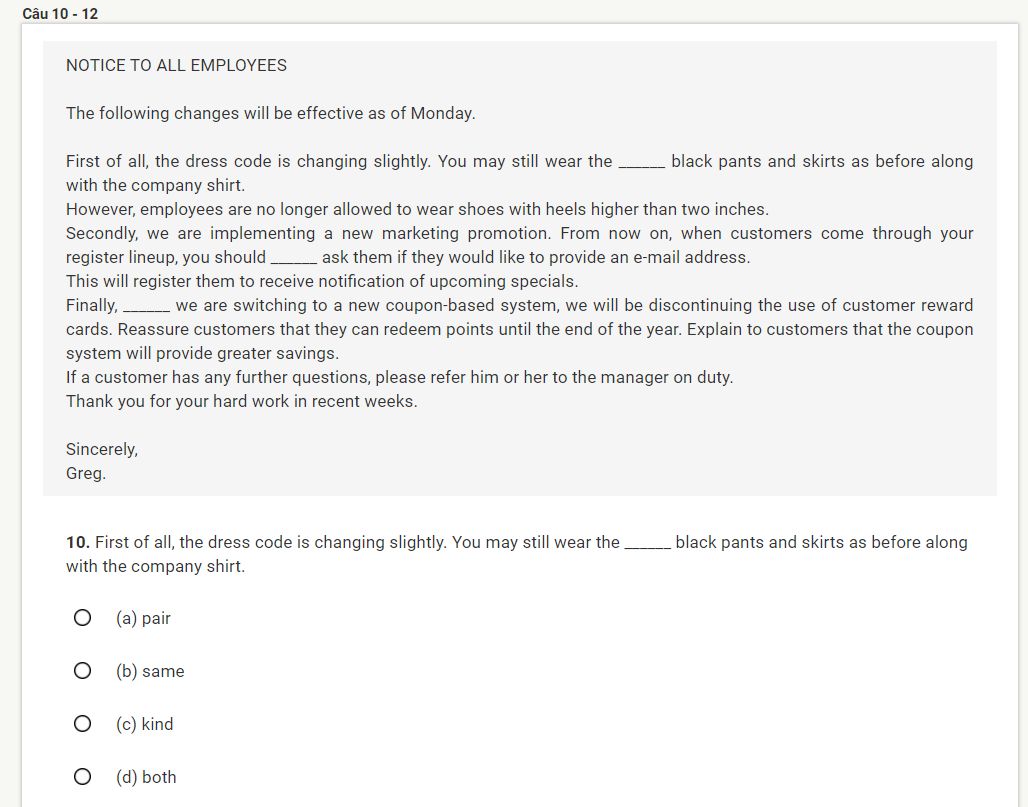 Câu 10 - 12
NOTICE TO ALL EMPLOYEES
The following changes will be effective as of Monday.
First of all, the dress code is changing slightly. You may still wear the ______ black pants and skirts as before along
with the company shirt.
However, employees are no longer allowed to wear shoes with heels higher than two inches.
Secondly, we are implementing a new marketing promotion. From now on, when customers come through your
register lineup, you should ______ ask them if they would like to provide an e-mail address.
This will register them to receive notification of upcoming specials.
Finally, ______ we are switching to a new coupon-based system, we will be discontinuing the use of customer reward
cards. Reassure customers that they can redeem points until the end of the year. Explain to customers that the coupon
system will provide greater savings.
If a customer has any further questions, please refer him or her to the manager on duty.
Thank you for your hard work in recent weeks.
Sincerely,
Greg.
10. First of all, the dress code is changing slightly. You may still wear the ______ black pants and skirts as before along
with the company shirt.
(a) pair
(b) same
(c) kind
(d) both